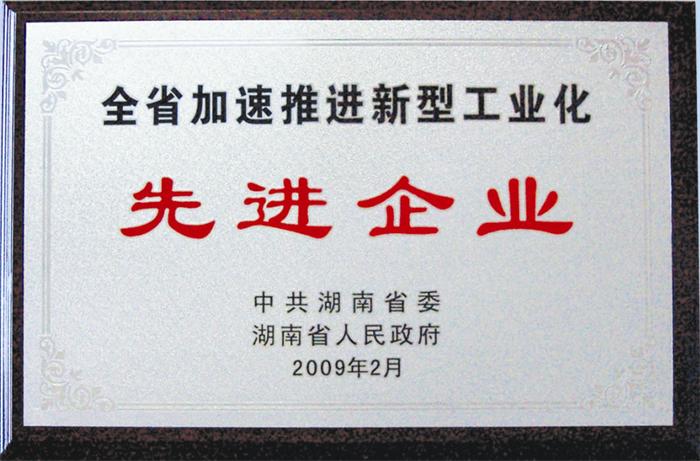 全省加速推进新型工业化
先进企业
中共湖南省委
湖南省人民政府
2009年2月